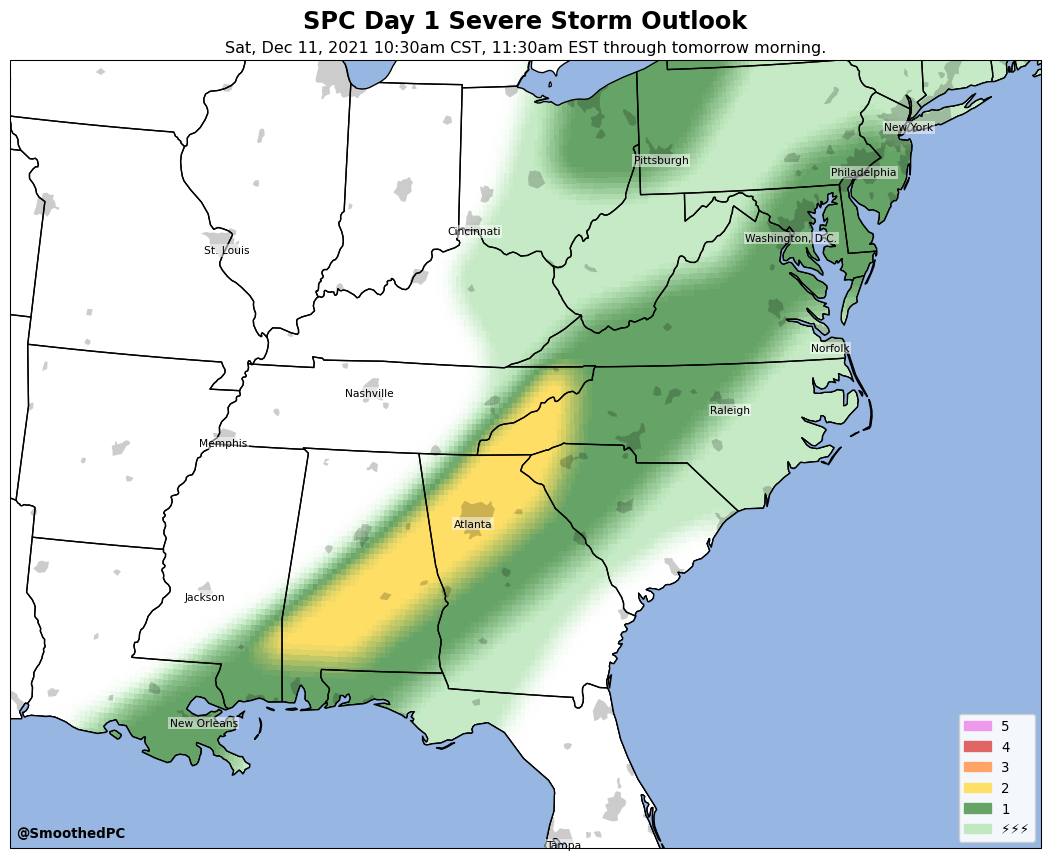 SPC Day 1 Severe Storm Outlook
Sat, Dec 11, 2021 10:30am CST, 11:30am EST through tomorrow morning.
New York
Pittsburgh
Philadelphia
Cincinnati
Washington, D.C.
St. Louis
Norfolk
Nashville
Raleigh
Memphis
Atlanta
Jackson
New Orleans
5
4
3
2
1
⚡⚡⚡
@SmoothedPC
Tampa